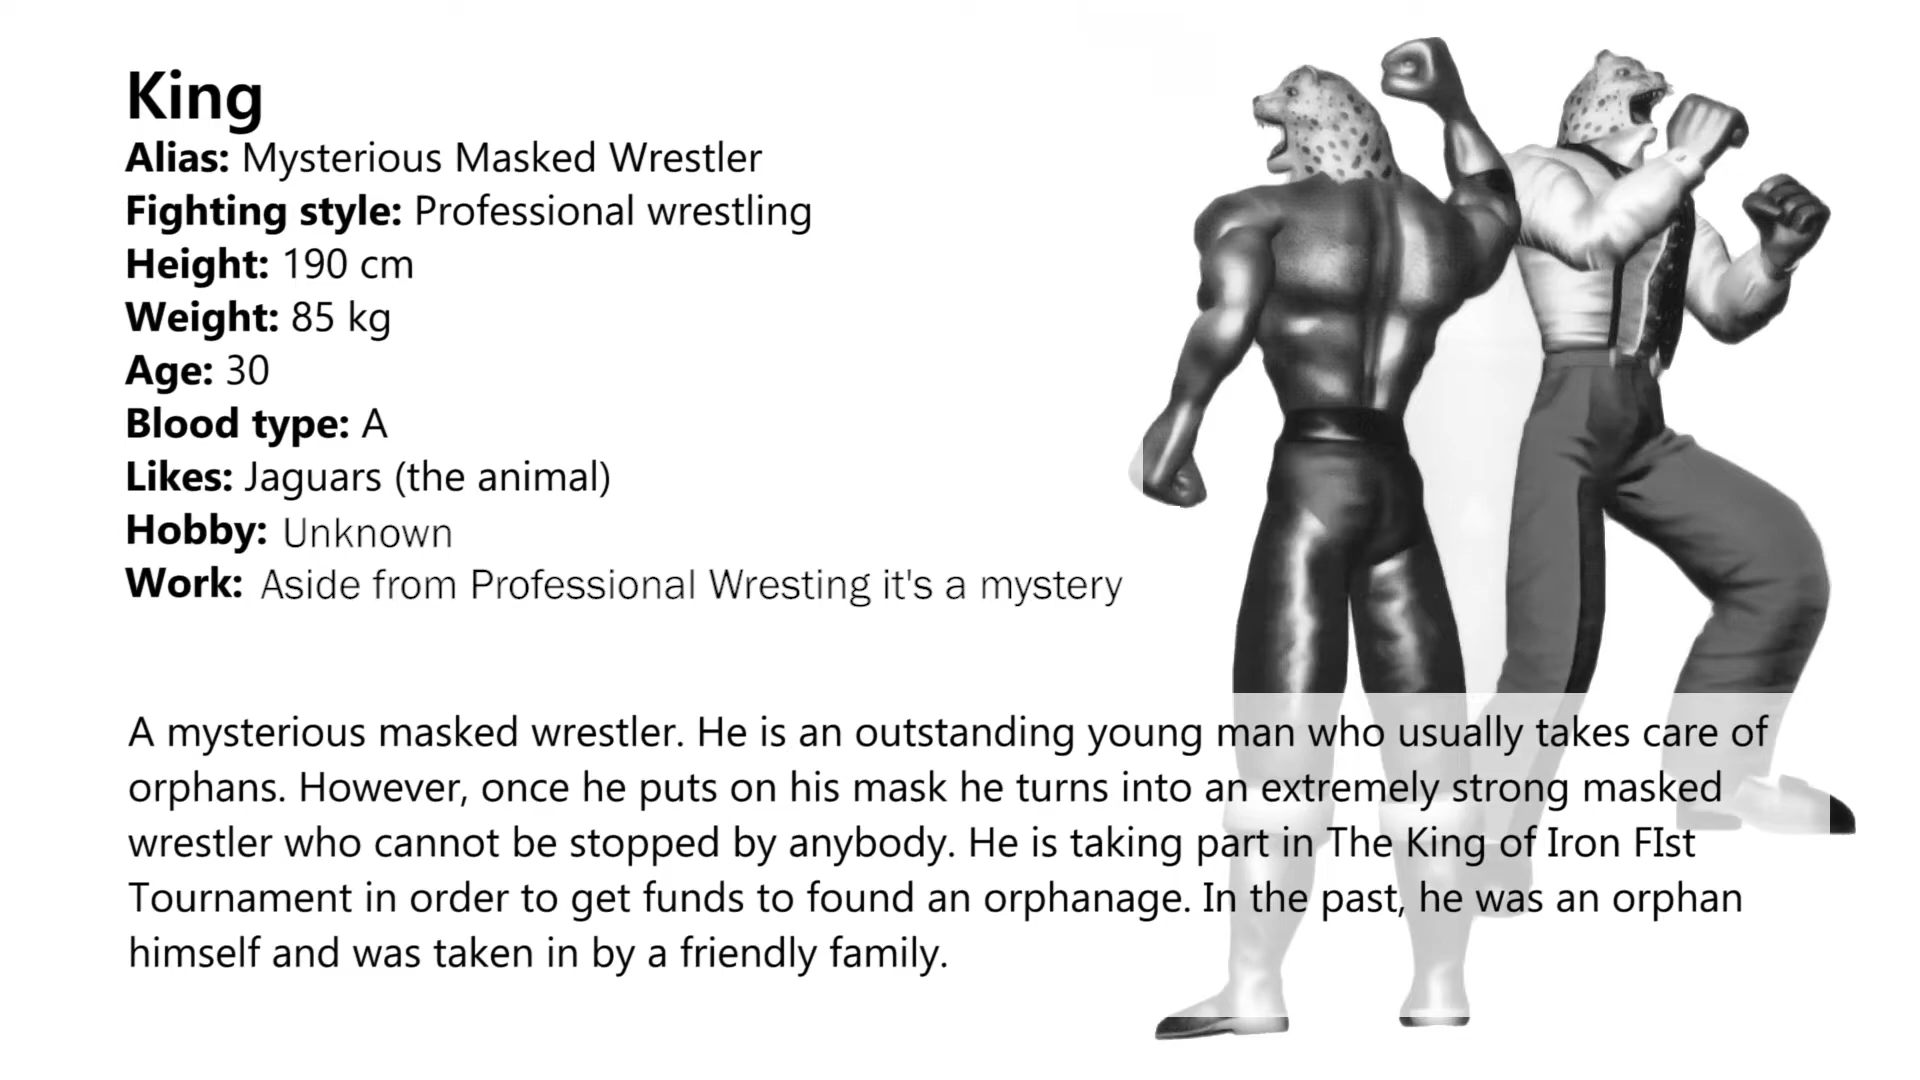 King
Alias: Mysterious Masked Wrestler
Fighting style: Professional wrestling
Height: 190 cm
Weight: 85 kg
Age: 30
Blood type: A
Likes: Jaguars (the animal)
Hobby: Unknown
Work: Aside from Professional Wresting it's a mystery
A mysterious masked wrestler. He is an outstanding young man who usually takes care of
orphans. However, once he puts on his mask he turns into an extremely strong masked
wrestler who cannot be stopped by anybody. He is taking part in The King of Iron FIst
Tournament in order to get funds to found an orphanage. In the past, he was an orphan
himself and was taken in by a friendly family.